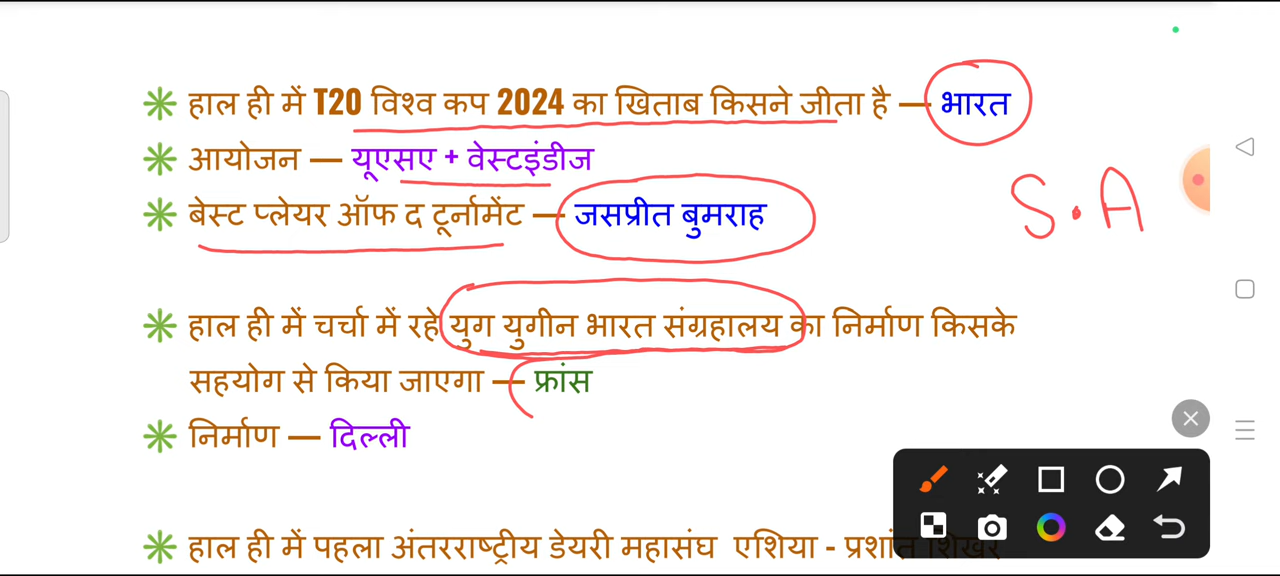 हाल ही में T20 विश्व कप 2024 का खिताब किसने जीता है — भारत
आयोजन — यूएसए + वेस्टइंडीज
बेस्ट प्लेयर ऑफ द टूर्नामेंट — जसप्रीत बुमराह
S.A
हाल ही में चर्चा में रहे युग युगीन भारत संग्रहालय का निर्माण किसके
सहयोग से किया जाएगा — फ्रांस
निर्माण — दिल्ली
हाल ही में पहला अंतरराष्ट्रीय डेयरी महासंघ एशिया - प्रशांत शिखर